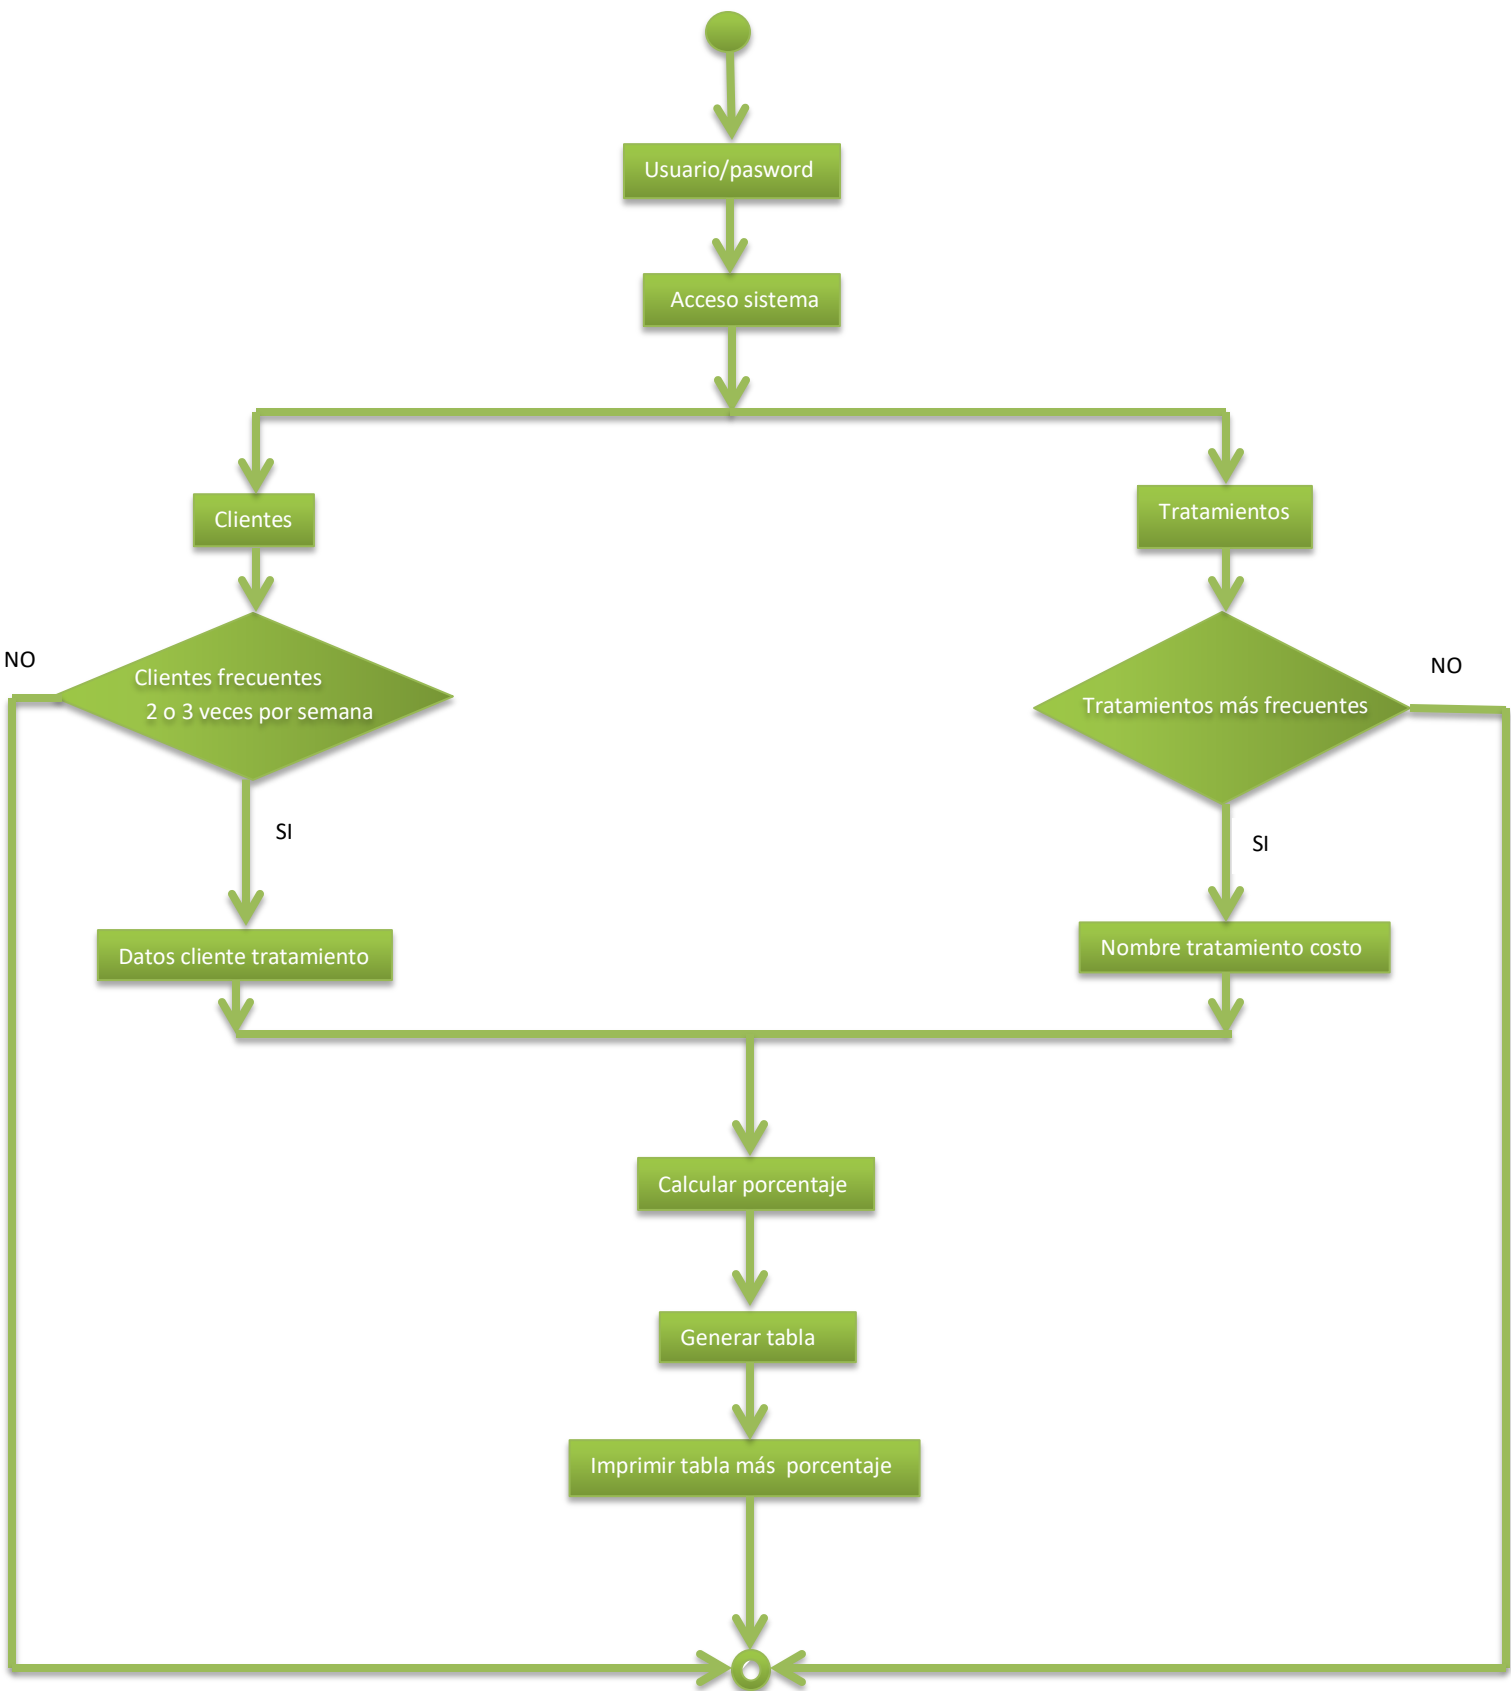 Usuario/pasword
Acceso sistema
Clientes
Tratamientos
NO
Clientes frecuentes
2 o 3 veces por semana
NO
Tratamientos más frecuentes
SI
SI
Datos cliente tratamiento
Nombre tratamiento costo
Calcular porcentaje
Generar tabla
Imprimir tabla más  porcentaje